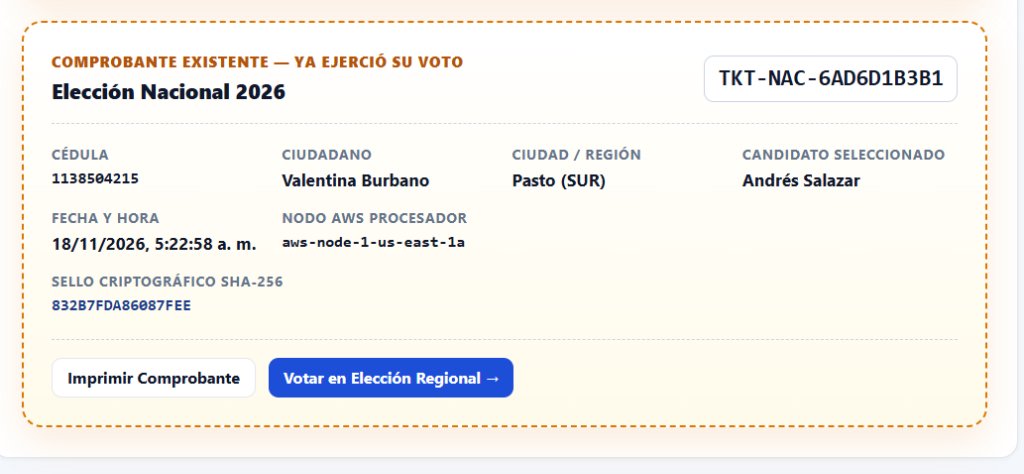 COMPROBANTE EXISTENTE — YA EJERCIÓ SU VOTO
Elección Nacional 2026
TKT-NAC-6AD6D1B3B1
CÉDULA
1138504215
CIUDADANO
Valentina Burbano
CIUDAD / REGIÓN
Pasto (SUR)
CANDIDATO SELECCIONADO
Andrés Salazar
FECHA Y HORA
18/11/2026, 5:22:58 a. m.
NODO AWS PROCESADOR
aws-node-1-us-east-1a
SELLO CRIPTOGRÁFICO SHA-256
832B7FDA86087FEE
Imprimir Comprobante
Votar en Elección Regional →